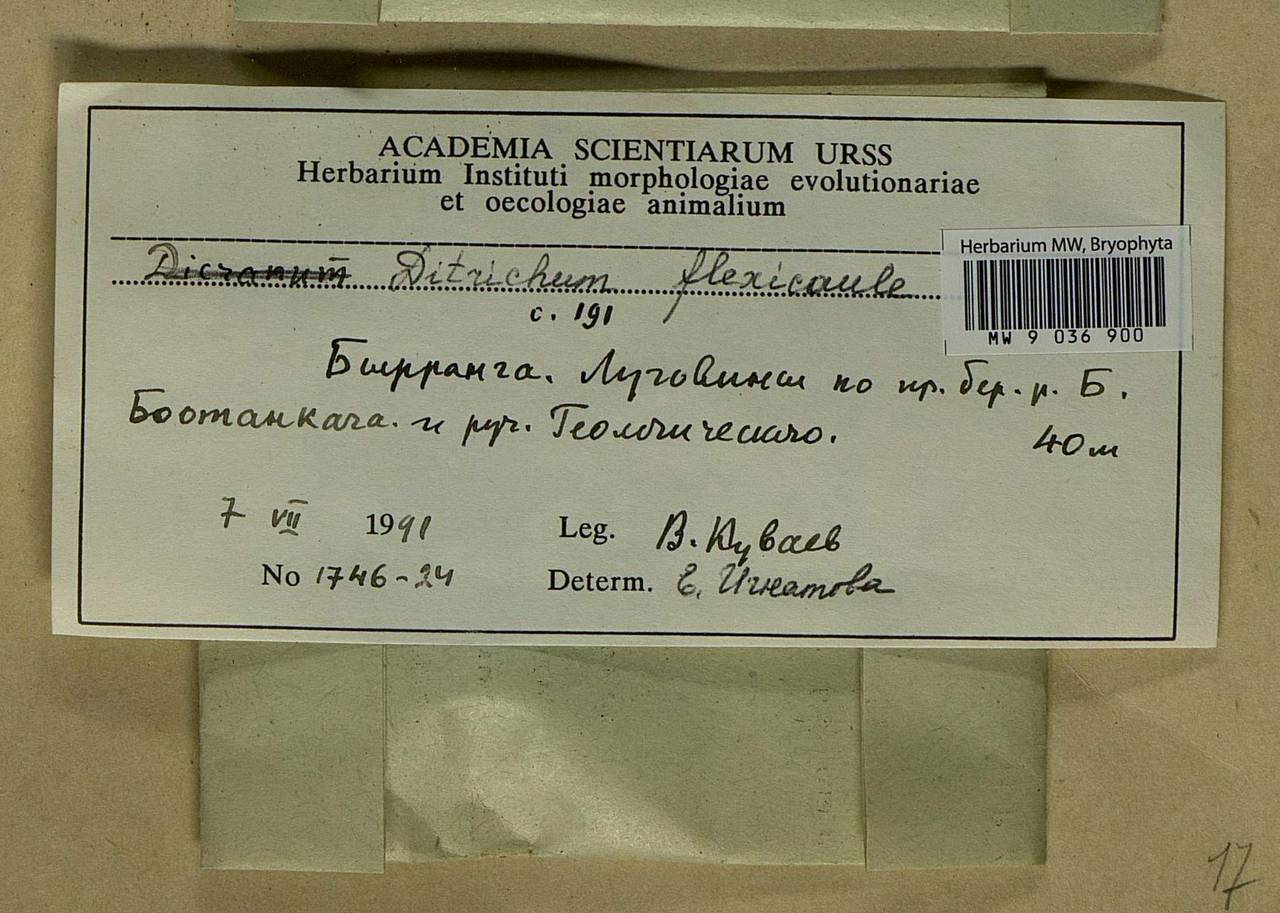 ACADEMIA SCIENTIARUM URSS
Herbarium Instituti morphologiae evolutionariae
et oecologiae animalium
Dicranum Ditrichum flexicaule
Herbarium MW, Bryophyta
MW 9 036 900
с. 191
Бырранга. Луговины по пр. бер. р. Б.
Боотанкага. и руч. Геологического.
40 м
7 VII 1991 Leg. В. Куваев
No 1746-24 Determ. Е. Игнатова
17